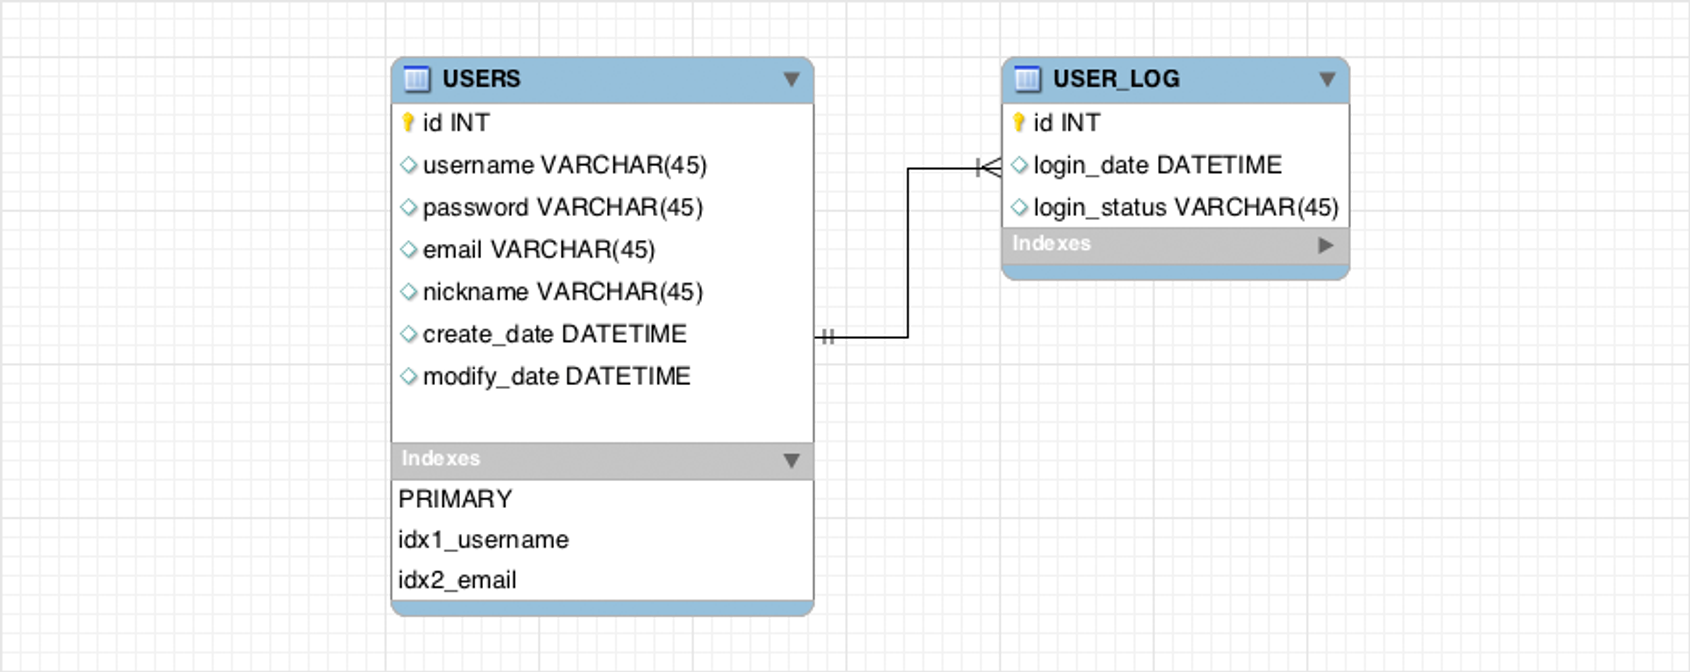 USERS
id INT
username VARCHAR(45)
password VARCHAR(45)
email VARCHAR(45)
nickname VARCHAR(45)
create_date DATETIME
modify_date DATETIME
Indexes
PRIMARY
idx1_username
idx2_email
USER_LOG
id INT
login_date DATETIME
login_status VARCHAR(45)
Indexes